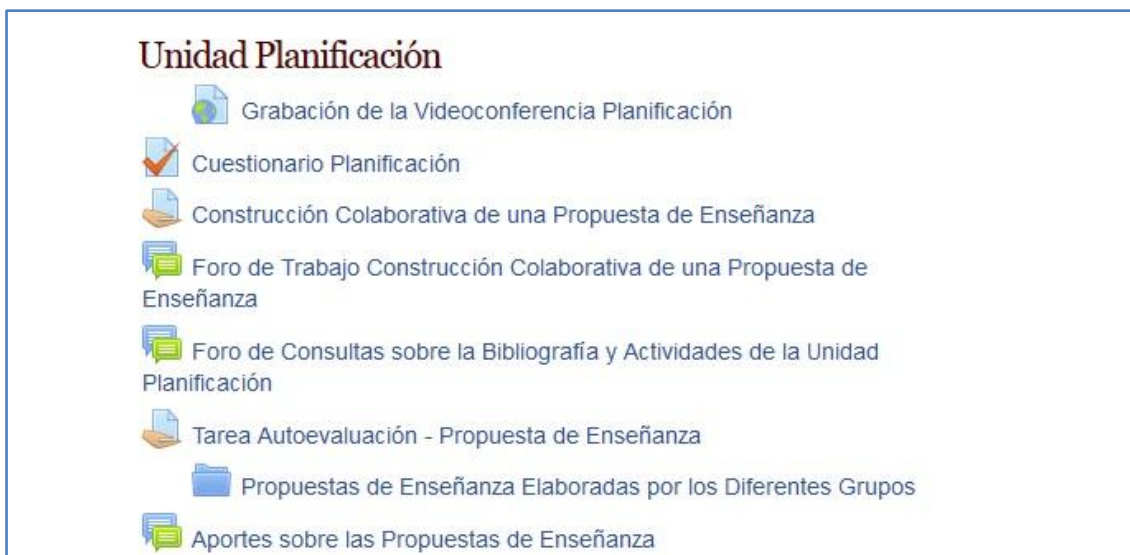 Unidad Planificación
Grabación de la Videoconferencia Planificación
Cuestionario Planificación
Construcción Colaborativa de una Propuesta de Enseñanza
Foro de Trabajo Construcción Colaborativa de una Propuesta de
Enseñanza
Foro de Consultas sobre la Bibliografía y Actividades de la Unidad
Planificación
Tarea Autoevaluación - Propuesta de Enseñanza
Propuestas de Enseñanza Elaboradas por los Diferentes Grupos
Aportes sobre las Propuestas de Enseñanza